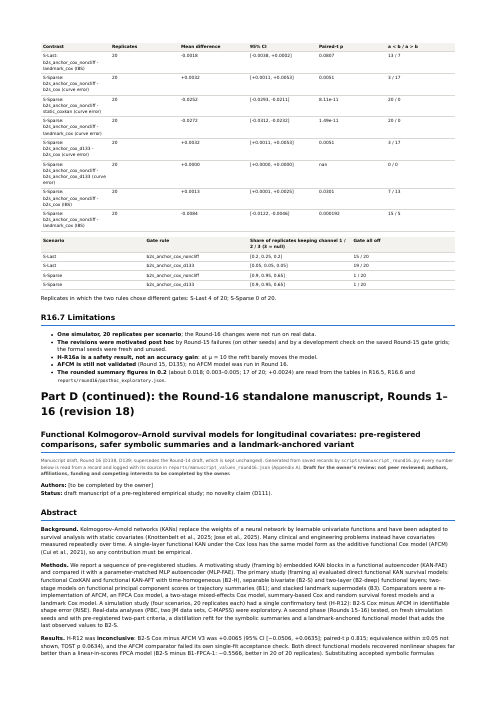 Contrast Replicates Mean difference 95% CI Paired-t p a < b / a > b
S-Last: b2s_anchor_cox_noncliff - landmark_cox (IBS) 20 -0.0018 [-0.0038, +0.0002] 0.0807 13 / 7
S-Sparse: b2s_anchor_cox_noncliff - b2s_cox (curve error) 20 +0.0032 [+0.0011, +0.0053] 0.0051 3 / 17
S-Sparse: b2s_anchor_cox_noncliff - static_coxkan (curve error) 20 -0.0252 [-0.0293, -0.0211] 8.11e-11 20 / 0
S-Sparse: b2s_anchor_cox_noncliff - landmark_cox (curve error) 20 -0.0272 [-0.0312, -0.0232] 1.49e-11 20 / 0
S-Sparse: b2s_anchor_cox_d133 - b2s_cox (curve error) 20 +0.0032 [+0.0011, +0.0053] 0.0051 3 / 17
S-Sparse: b2s_anchor_cox_noncliff - b2s_anchor_cox_d133 (curve error) 20 +0.0000 [+0.0000, +0.0000] nan 0 / 0
S-Sparse: b2s_anchor_cox_noncliff - b2s_cox (IBS) 20 +0.0013 [+0.0001, +0.0025] 0.0301 7 / 13
S-Sparse: b2s_anchor_cox_noncliff - landmark_cox (IBS) 20 -0.0084 [-0.0122, -0.0046] 0.000192 15 / 5
Scenario Gate rule Share of replicates keeping channel 1 / 2 / 3 (3 = null) Gate all off
S-Last b2s_anchor_cox_noncliff [0.2, 0.25, 0.2] 15 / 20
S-Last b2s_anchor_cox_d133 [0.05, 0.05, 0.05] 19 / 20
S-Sparse b2s_anchor_cox_noncliff [0.9, 0.95, 0.65] 1 / 20
S-Sparse b2s_anchor_cox_d133 [0.9, 0.95, 0.65] 1 / 20
Replicates in which the two rules chose different gates: S-Last 4 of 20; S-Sparse 0 of 20.
R16.7 Limitations
• One simulator, 20 replicates per scenario; the Round-16 changes were not run on real data.
• The revisions were motivated post hoc by Round-15 failures (on other seeds) and by a development check on the saved Round-15 gate grids; the formal seeds were fresh and unused.
• H-R16a is a safety result, not an accuracy gain: at μ = 10 the refit barely moves the model.
• AFCM is still not validated (Round 15, D135); no AFCM model was run in Round 16.
• The rounded summary figures in 0.2 (about 0.018; 0.003–0.005; 17 of 20; +0.0024) are read from the tables in R16.5, R16.6 and reports/round16/posthoc_exploratory.json.
Part D (continued): the Round-16 standalone manuscript, Rounds 1–
16 (revision 18)
Functional Kolmogorov–Arnold survival models for longitudinal covariates: pre-registered
comparisons, safer symbolic summaries and a landmark-anchored variant
Manuscript draft, Round 16 (D138, D139; supersedes the Round-14 draft, which is kept unchanged). Generated from saved records by scripts/manuscript_round16.py; every
number below is read from a record and logged with its source in reports/manuscript_values_round16.json (Appendix A). Draft for the owner's review: not peer reviewed; authors,
affiliations, funding and competing interests to be completed by the owner.
Authors: [to be completed by the owner]
Status: draft manuscript of a pre-registered empirical study; no novelty claim (D111).
Abstract
Background. Kolmogorov–Arnold networks (KANs) replace the weights of a neural network by learnable univariate functions and have been adapted to
survival analysis with static covariates (Knottenbelt et al., 2025; Jose et al., 2025). Many clinical and engineering problems instead have covariates
measured repeatedly over time. A single-layer functional KAN under the Cox loss has the same form as the additive functional Cox model (AFCM)
(Cui et al., 2021), so any contribution must be empirical.
Methods. We report a sequence of pre-registered studies. A motivating study (framing b) embedded KAN blocks in a functional autoencoder (KAN-FAE)
and compared it with a parameter-matched MLP autoencoder (MLP-FAE). The primary study (framing a) evaluated direct functional KAN survival models:
functional CoxKAN and functional KAN-AFT with time-homogeneous (B2-H), separable bivariate (B2-S) and two-layer (B2-deep) functional layers; two-
stage models on functional principal component scores or trajectory summaries (B1); and stacked landmark supermodels (B3). Comparators were a re-
implementation of AFCM, an FPCA Cox model, a two-stage mixed-effects Cox model, summary-based Cox and random survival forest models and a
landmark Cox model. A simulation study (four scenarios, 20 replicates each) had a single confirmatory test (H-R12): B2-S Cox minus AFCM in identifiable
shape error (RISE). Real-data analyses (PBC, two JM data sets, C-MAPSS) were exploratory. A second phase (Rounds 15–16) tested, on fresh simulation
seeds and with pre-registered two-part criteria, a distillation refit for the symbolic summaries and a landmark-anchored functional model that adds the
last observed values to B2-S.
Results. H-R12 was inconclusive: B2-S Cox minus AFCM V3 was +0.0065 (95% CI [−0.0506, +0.0635]; paired-t p 0.815; equivalence within ±0.05 not
shown, TOST p 0.0634), and the AFCM comparator failed its own single-fit acceptance check. Both direct functional models recovered nonlinear shapes far
better than a linear-in-scores FPCA model (B2-S minus B1-FPCA-1: −0.5566, better in 20 of 20 replicates). Substituting accepted symbolic formulas